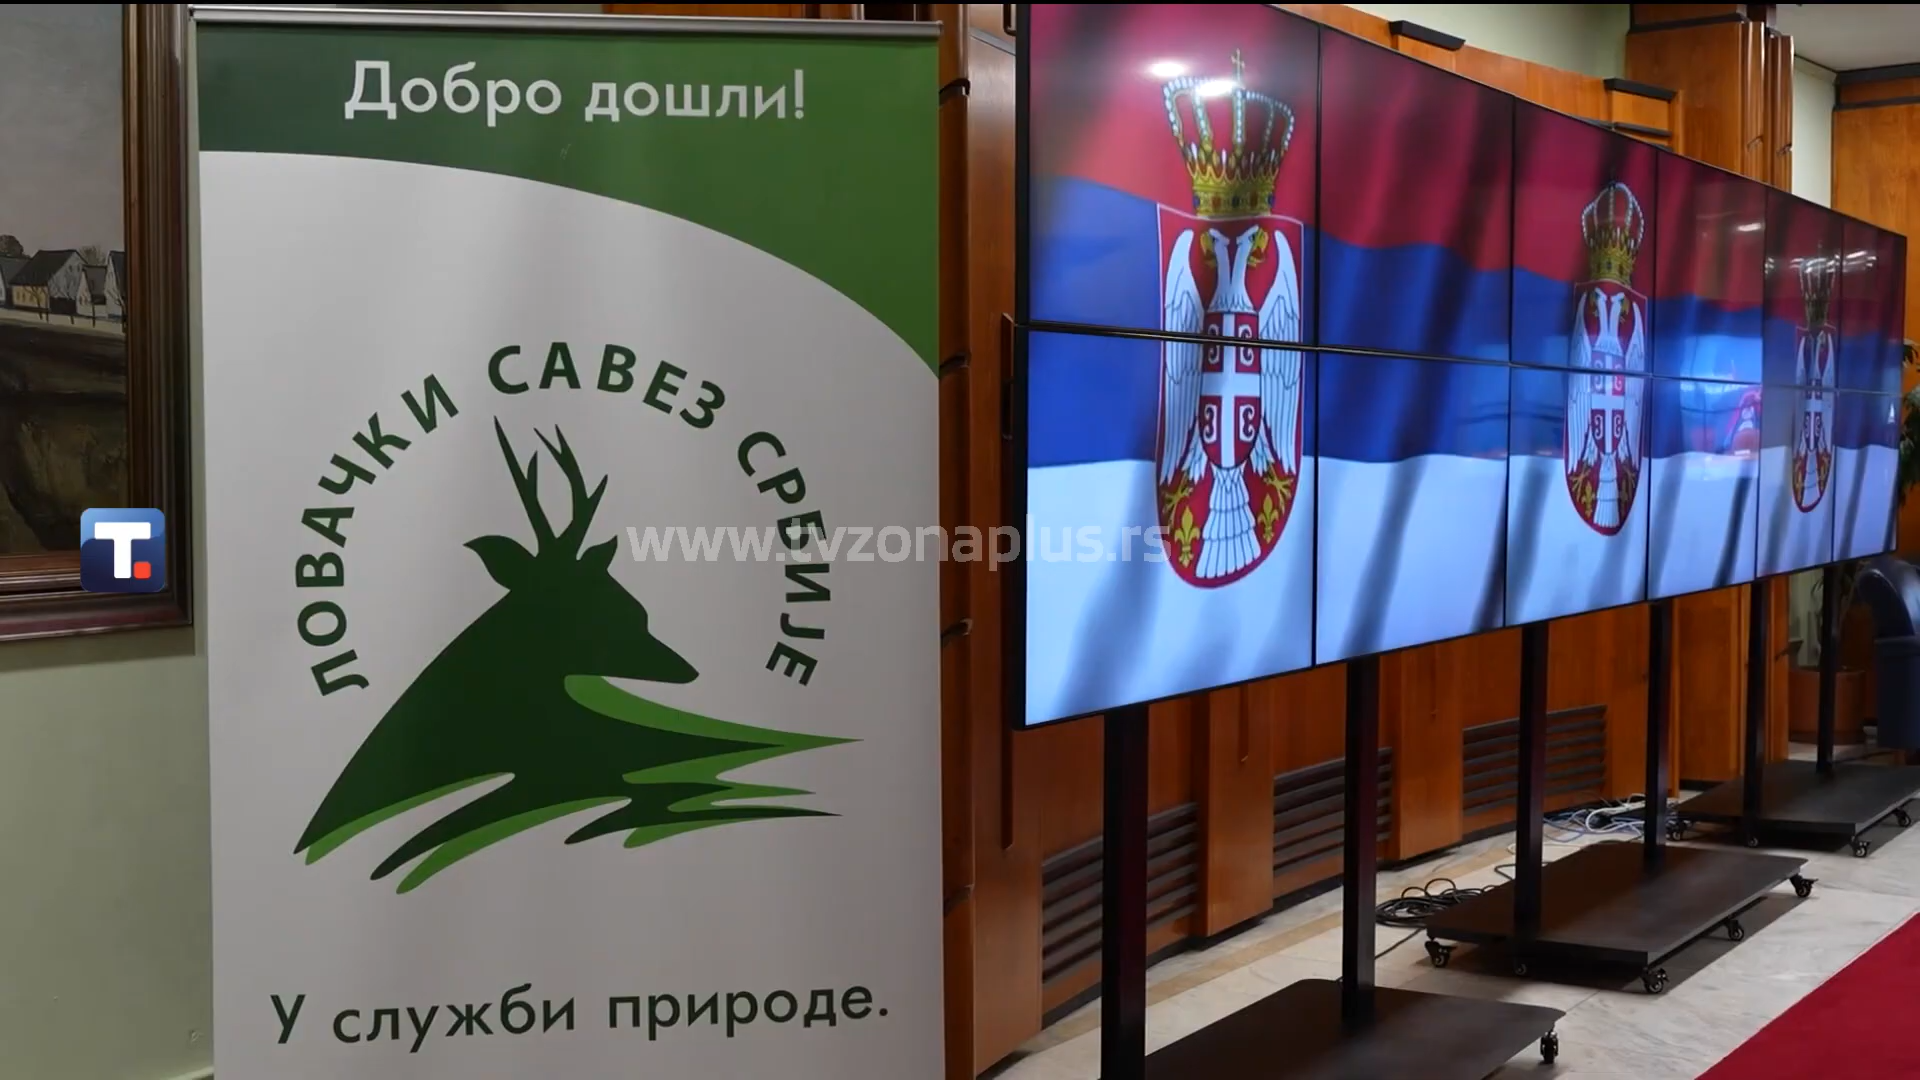 Добро дошли!
ЛОВАЧКИ САВЕЗ СРБИЈЕ
www.tvzonaplus.rs
T.
У служби природе.